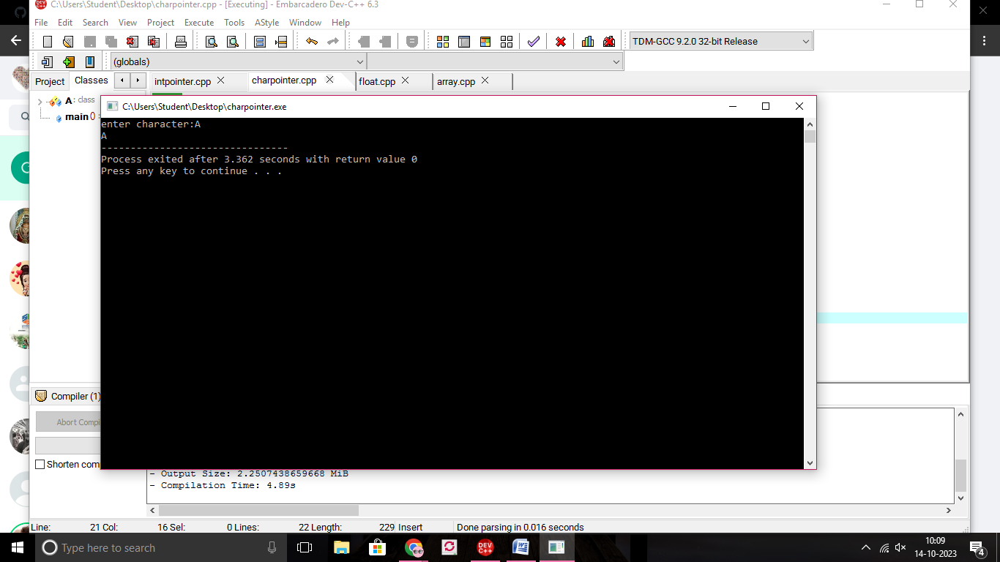 C:\Users\Student\Desktop\charpointer.cpp - [Executing] - Embarcadero Dev-C++ 6.3
File Edit Search View Project Execute Tools AStyle Window Help
TDM-GCC 9.2.0 32-bit Release
(globals)
Project Classes intpointer.cpp charpointer.cpp float.cpp array.cpp
A : class
main ()
C:\Users\Student\Desktop\charpointer.exe
enter character:A
A
--------------------------------
Process exited after 3.362 seconds with return value 0
Press any key to continue . . .
Compiler (1)
Abort Compi
Shorten com
- Output Size: 2.2507438659668 MiB
- Compilation Time: 4.89s
Line: 21 Col: 16 Sel: 0 Lines: 22 Length: 229 Insert Done parsing in 0.016 seconds
Type here to search
DEV C++
10:09
14-10-2023
4